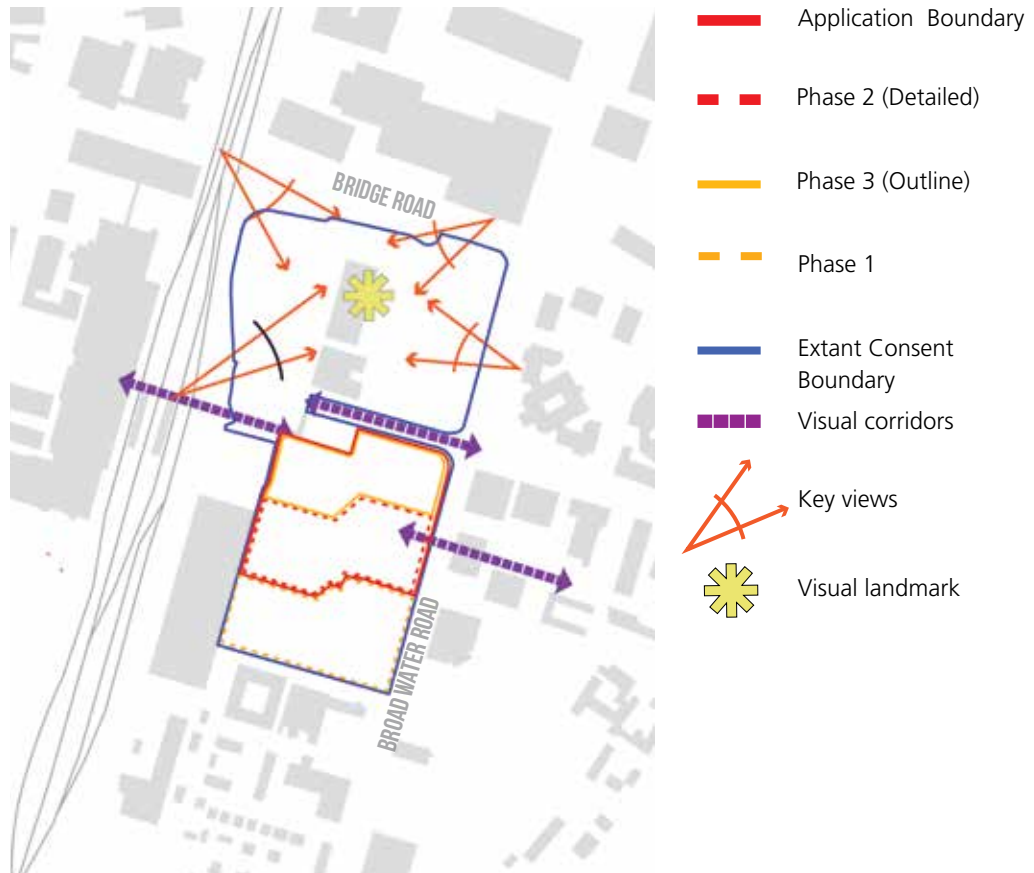 BRIDGE ROAD
BROAD WATER ROAD
Application Boundary
Phase 2 (Detailed)
Phase 3 (Outline)
Phase 1
Extant Consent
Boundary
Visual corridors
Key views
Visual landmark